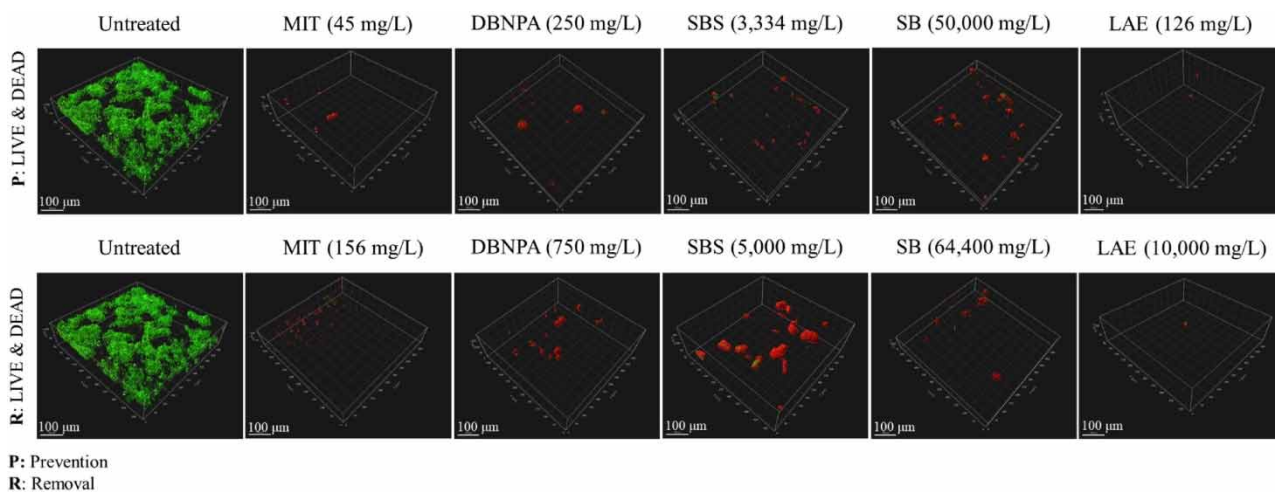 Untreated MIT (45 mg/L) DBNPA (250 mg/L) SBS (3,334 mg/L) SB (50,000 mg/L) LAE (126 mg/L)
P: LIVE & DEAD
100 μm 100 μm 100 μm 100 μm 100 μm 100 μm
Untreated MIT (156 mg/L) DBNPA (750 mg/L) SBS (5,000 mg/L) SB (64,400 mg/L) LAE (10,000 mg/L)
R: LIVE & DEAD
100 μm 100 μm 100 μm 100 μm 100 μm 100 μm
P: Prevention
R: Removal